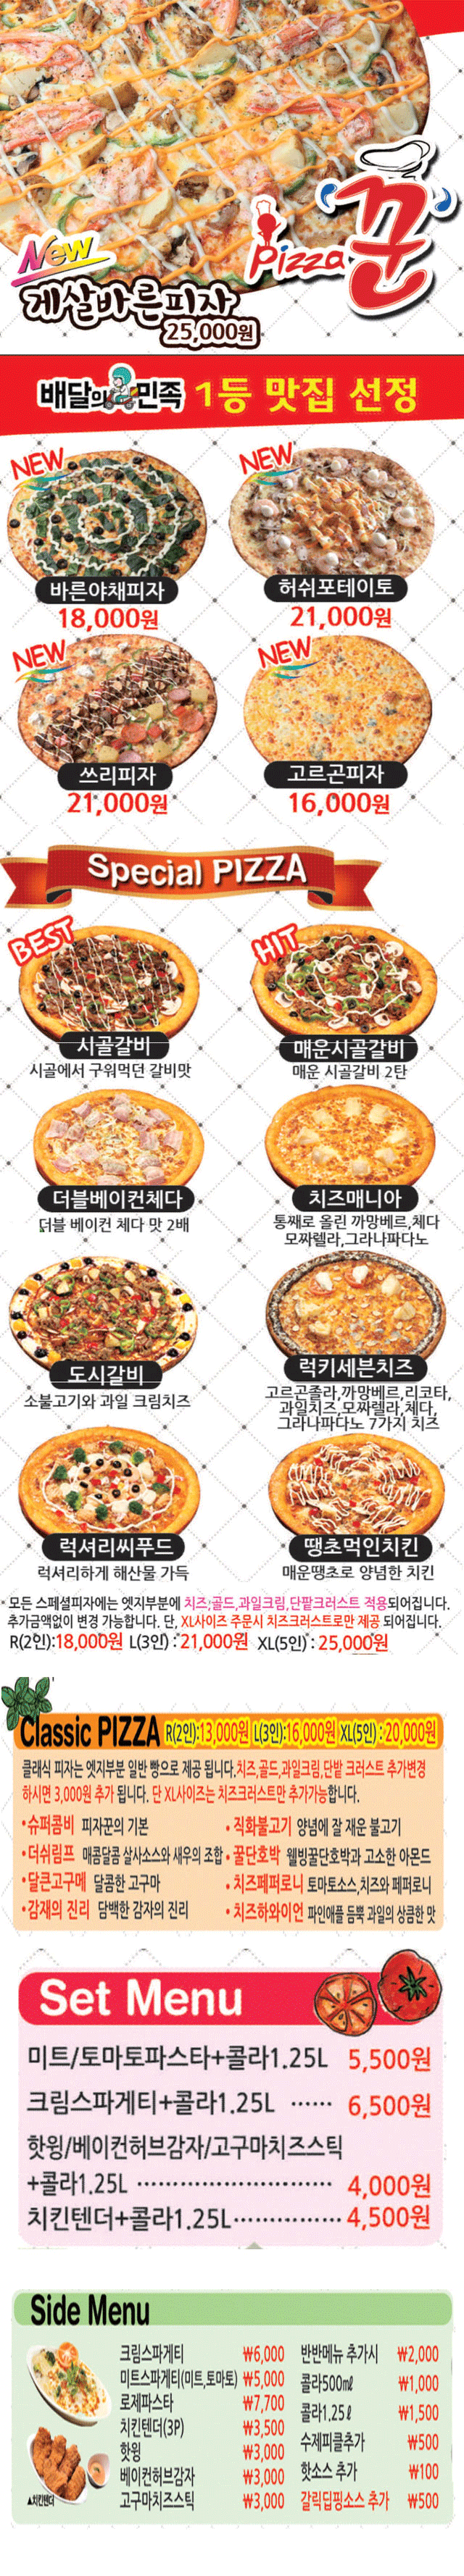 New
게살바른피자
25,000원
Pizza 꾼
배달의민족 1등 맛집 선정
NEW NEW
바른야채피자 허쉬포테이토
18,000원 21,000원
NEW NEW
쓰리피자 고르곤피자
21,000원 16,000원
Special PIZZA
BEST HIT
시골갈비 매운시골갈비
시골에서 구워먹던 갈비맛 매운 시골갈비 2탄
더블베이컨체다 치즈매니아
더블 베이컨 체다 맛 2배 통째로 올린 까망베르,체다
모짜렐라,그라나파다노
도시갈비 럭키세븐치즈
소불고기와 과일 크림치즈 고르곤졸라,까망베르,리코타,
과일치즈,모짜렐라,체다,
그라나파다노 7가지 치즈
럭셔리씨푸드 땡초먹인치킨
럭셔리하게 해산물 가득 매운땡초로 양념한 치킨
모든 스페셜피자에는 엣지부분에 치즈,골드,과일크림,단팥크러스트 적용되어집니다.
추가금액없이 변경 가능합니다. 단, XL사이즈 주문시 치즈크러스트로만 제공 되어집니다.
R(2인):18,000원 L(3인) : 21,000원 XL(5인) : 25,000원
Classic PIZZA R(2인):13,000원 L(3인):16,000원 XL(5인) : 20,000원
클래식 피자는 엣지부분 일반 빵으로 제공 됩니다.치즈,골드,과일크림,단팥 크러스트 추가변경
하시면 3,000원 추가 됩니다. 단 XL사이즈는 치즈크러스트만 추가가능합니다.
•슈퍼콤비 피자꾼의 기본 •직화불고기 양념에 잘 재운 불고기
•더쉬림프 매콤달콤 살사소스와 새우의 조합 •꿀단호박 웰빙꿀단호박과 고소한 아몬드
•달큰고구메 달콤한 고구마 •치즈페퍼로니 토마토소스,치즈와 페퍼로니
•감재의 진리 담백한 감자의 진리 •치즈하와이언 파인애플 듬뿍 과일의 상큼한 맛
Set Menu
미트/토마토파스타+콜라1.25L 5,500원
크림스파게티+콜라1.25L ······ 6,500원
핫윙/베이컨허브감자/고구마치즈스틱
+콜라1.25L ·························· 4,000원
치킨텐더+콜라1.25L·············· 4,500원
Side Menu
크림스파게티 ₩6,000 반반메뉴 추가시 ₩2,000
미트스파게티(미트,토마토) ₩5,000 콜라500㎖ ₩1,000
로제파스타 ₩7,700 콜라1.25ℓ ₩1,500
치킨텐더(3P) ₩3,500 수제피클추가 ₩500
핫윙 ₩3,000 핫소스 추가 ₩100
베이컨허브감자 ₩3,000 갈릭딥핑소스 추가 ₩500
고구마치즈스틱 ₩3,000
▲치킨텐더